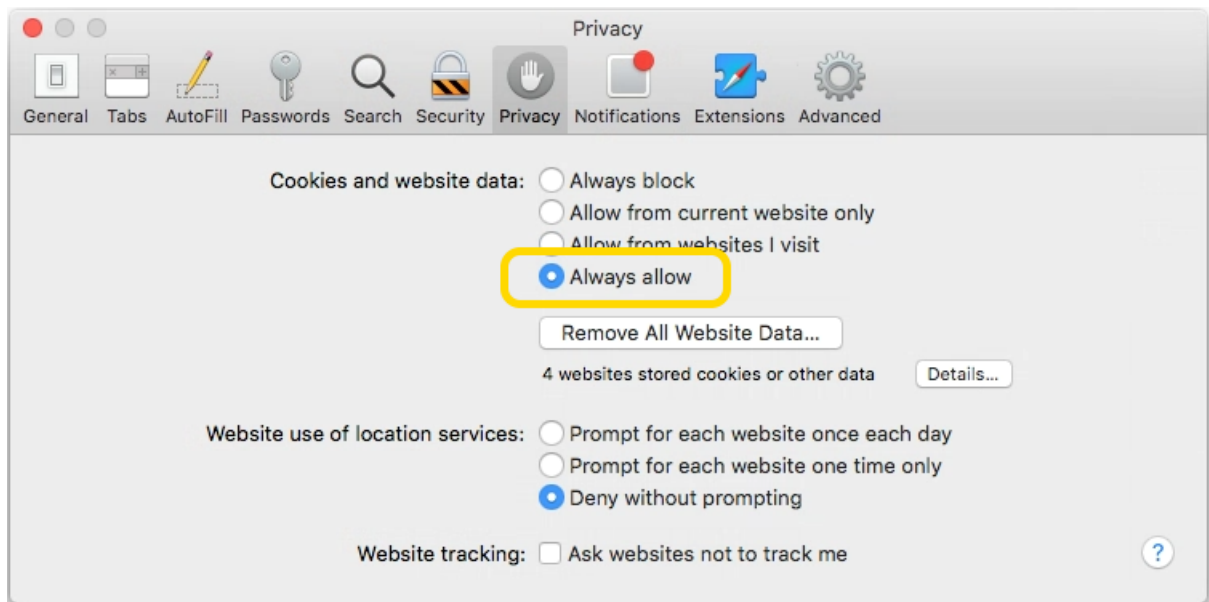 Privacy
General Tabs AutoFill Passwords Search Security Privacy Notifications Extensions Advanced
Cookies and website data: Always block
Allow from current website only
Allow from websites I visit
Always allow
Remove All Website Data...
4 websites stored cookies or other data Details...
Website use of location services: Prompt for each website once each day
Prompt for each website one time only
Deny without prompting
Website tracking: Ask websites not to track me ?